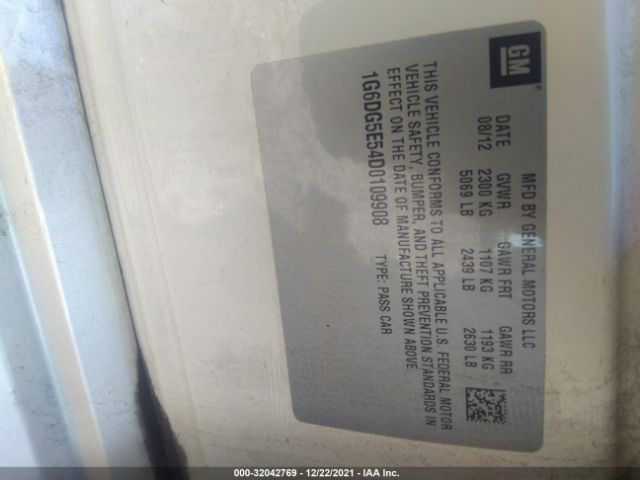 GM
MFD BY GENERAL MOTORS LLC
DATE GVWR GAWR FRT GAWR RR
08/12 2300 KG 1107 KG 1193 KG
5069 LB 2439 LB 2630 LB
THIS VEHICLE CONFORMS TO ALL APPLICABLE U.S. FEDERAL MOTOR
VEHICLE SAFETY, BUMPER, AND THEFT PREVENTION STANDARDS IN
EFFECT ON THE DATE OF MANUFACTURE SHOWN ABOVE.
1G6DG5E54D0109908 TYPE: PASS CAR
000-32042769 - 12/22/2021 - IAA Inc.